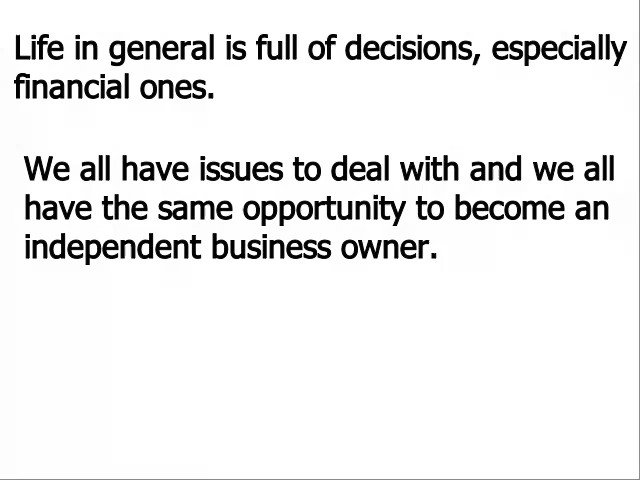 Life in general is full of decisions, especially
financial ones.
We all have issues to deal with and we all
have the same opportunity to become an
independent business owner.